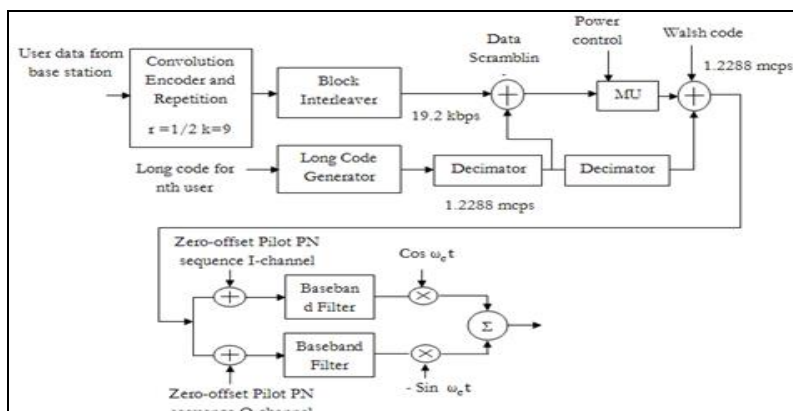 User data from
base station
Convolution
Encoder and
Repetition
r =1/2 k=9
Block
Interleaver
19.2 kbps
Data
Scramblin
Power
control
MU
Walsh code
1.2288 mcps
Long code for
nth user
Long Code
Generator
Decimator
Decimator
1.2288 mcps
Zero-offset Pilot PN
sequence I-channel
Baseban
d Filter
Cos ωct
Σ
Baseband
Filter
- Sin ωct
Zero-offset Pilot PN
sequence Q-channel